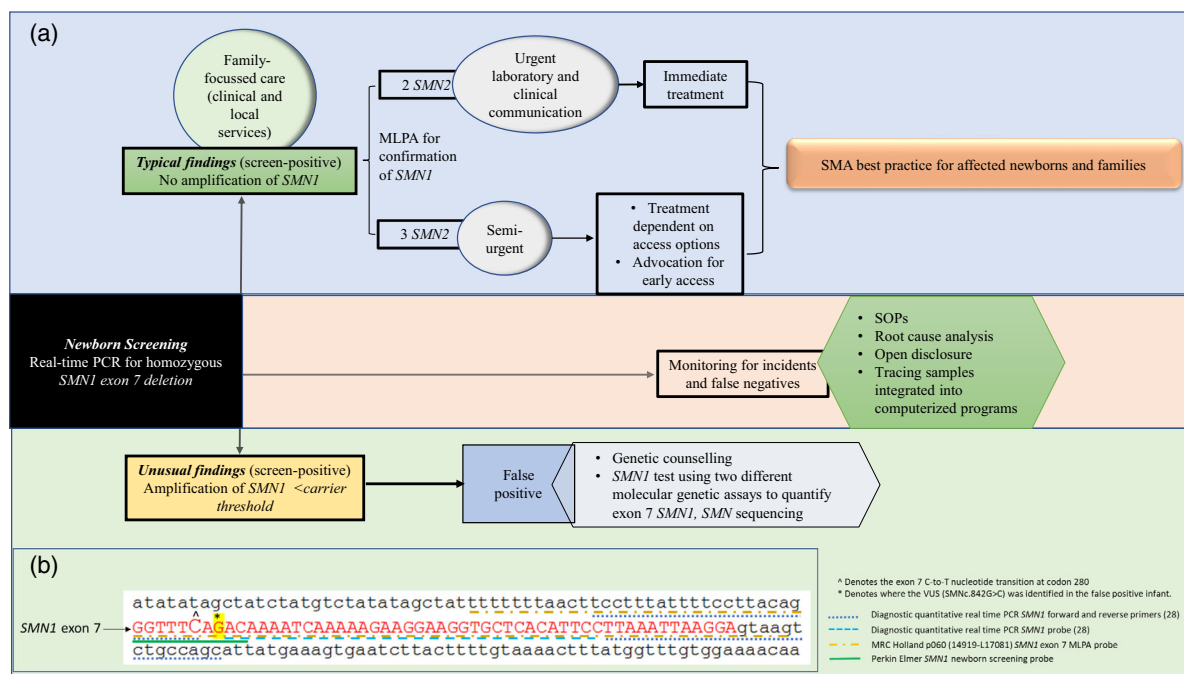 (a)
Family-
focussed care
(clinical and
local
services)
Typical findings (screen-positive)
No amplification of SMN1
MLPA for
confirmation
of SMN1
2 SMN2
Urgent
laboratory and
clinical
communication
Immediate
treatment
3 SMN2
Semi-
urgent
• Treatment
dependent on
access options
• Advocation for
early access
SMA best practice for affected newborns and families
Newborn Screening
Real-time PCR for homozygous
SMN1 exon 7 deletion
Monitoring for incidents
and false negatives
• SOPs
• Root cause analysis
• Open disclosure
• Tracing samples
integrated into
computerized programs
Unusual findings (screen-positive)
Amplification of SMN1 <carrier
threshold
False
positive
• Genetic counselling
• SMN1 test using two different
molecular genetic assays to quantify
exon 7 SMN1, SMN sequencing
(b)
atatatagctatctatgtctatatagctattttttttaacttcctttattttccttacag
^ *
SMN1 exon 7
GGTTTCAGACAAAATCAAAAAGAAGGAAGGTGCTCACATTCCTTAAATTAAGGAgtaagt
ctgccagcattatgaaagtgaatcttacttttgtaaaactttatggtttgtggaaaacaa
^ Denotes the exon 7 C-to-T nucleotide transition at codon 280
* Denotes where the VUS (SMNc.842G>C) was identified in the false positive infant.
Diagnostic quantitative real time PCR SMN1 forward and reverse primers (28)
Diagnostic quantitative real time PCR SMN1 probe (28)
MRC Holland p060 (14919-L17081) SMN1 exon 7 MLPA probe
Perkin Elmer SMN1 newborn screening probe